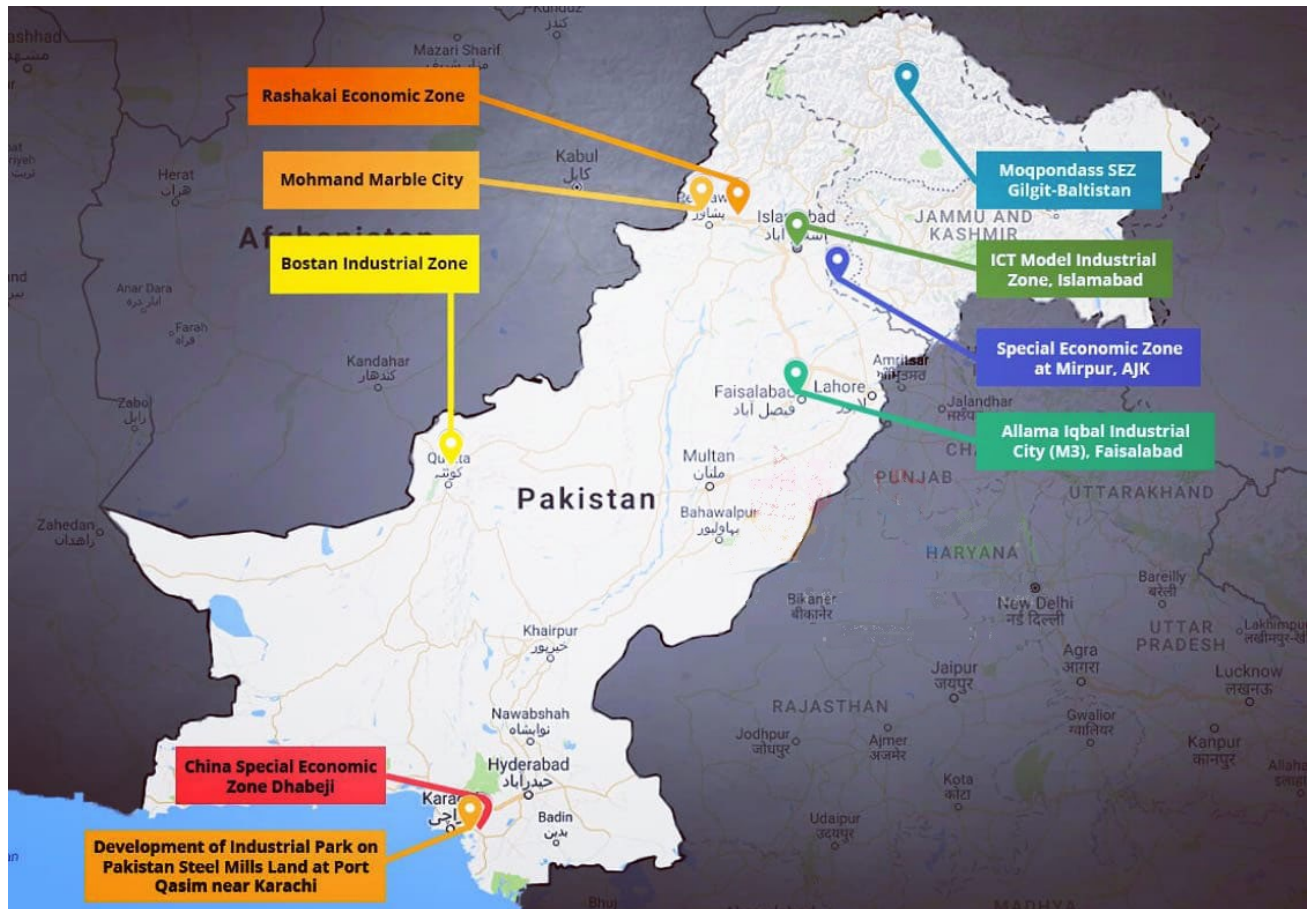 Mazari Sharif
Rashakai Economic Zone
Kabul
کابل
Herat
هرات
Mohmand Marble City
پشاور
Moqpondass SEZ
Gilgit-Baltistan
JAMMU AND
KASHMIR
Bostan Industrial Zone
ICT Model Industrial
Zone, Islamabad
Anar Dara
Farah
فراه
Kandahar
کندهار
Special Economic Zone
at Mirpur, AJK
Amritsar
Zabol
زابل
Faisalabad
فیصل آباد
Lahore
لاہور
Jalandhar
Allama Iqbal Industrial
City (M3), Faisalabad
کوئٹہ
Multan
ملتان
PUNJAB
UTTARAKHAND
Pakistan
Bahawalpur
بہاولپور
Zahedan
زاهدان
HARYANA
Bikaner
बीकानेर
New Delhi
नई दिल्ली
Bareilly
बरेली
Khairpur
خیرپور
UTTAR
PRADESH
Agra
आगरा
Jaipur
जयपुर
Lucknow
लखनऊ
RAJASTHAN
Nawabshah
نوابشاه
Jodhpur
जोधपुर
Ajmer
अजमेर
Gwalior
ग्वालियर
Kanpur
कानपुर
China Special Economic
Zone Dhabeji
Hyderabad
حیدرآباد
Kota
कोटा
Badin
بدین
Udaipur
उदयपुर
Development of Industrial Park on
Pakistan Steel Mills Land at Port
Qasim near Karachi